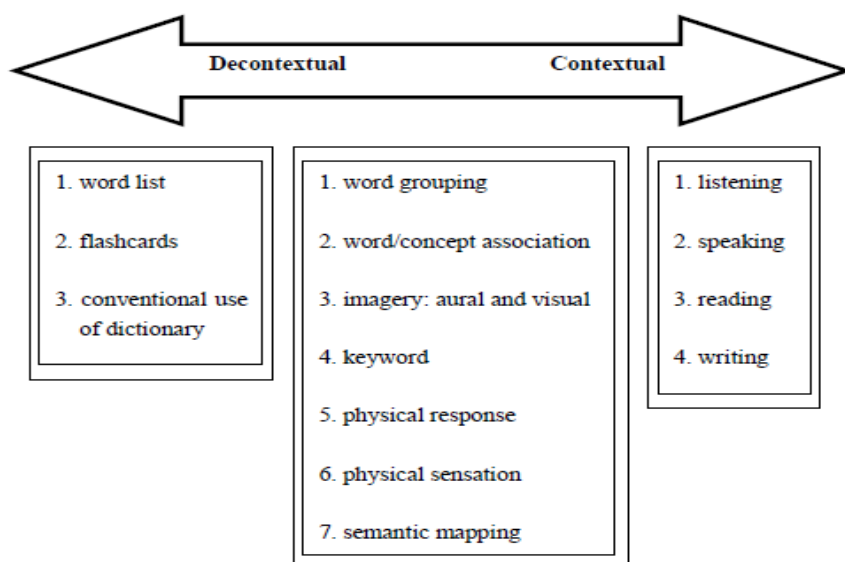 Decontextual
Contextual
1. word list
2. flashcards
3. conventional use
of dictionary
1. word grouping
2. word/concept association
3. imagery: aural and visual
4. keyword
5. physical response
6. physical sensation
7. semantic mapping
1. listening
2. speaking
3. reading
4. writing